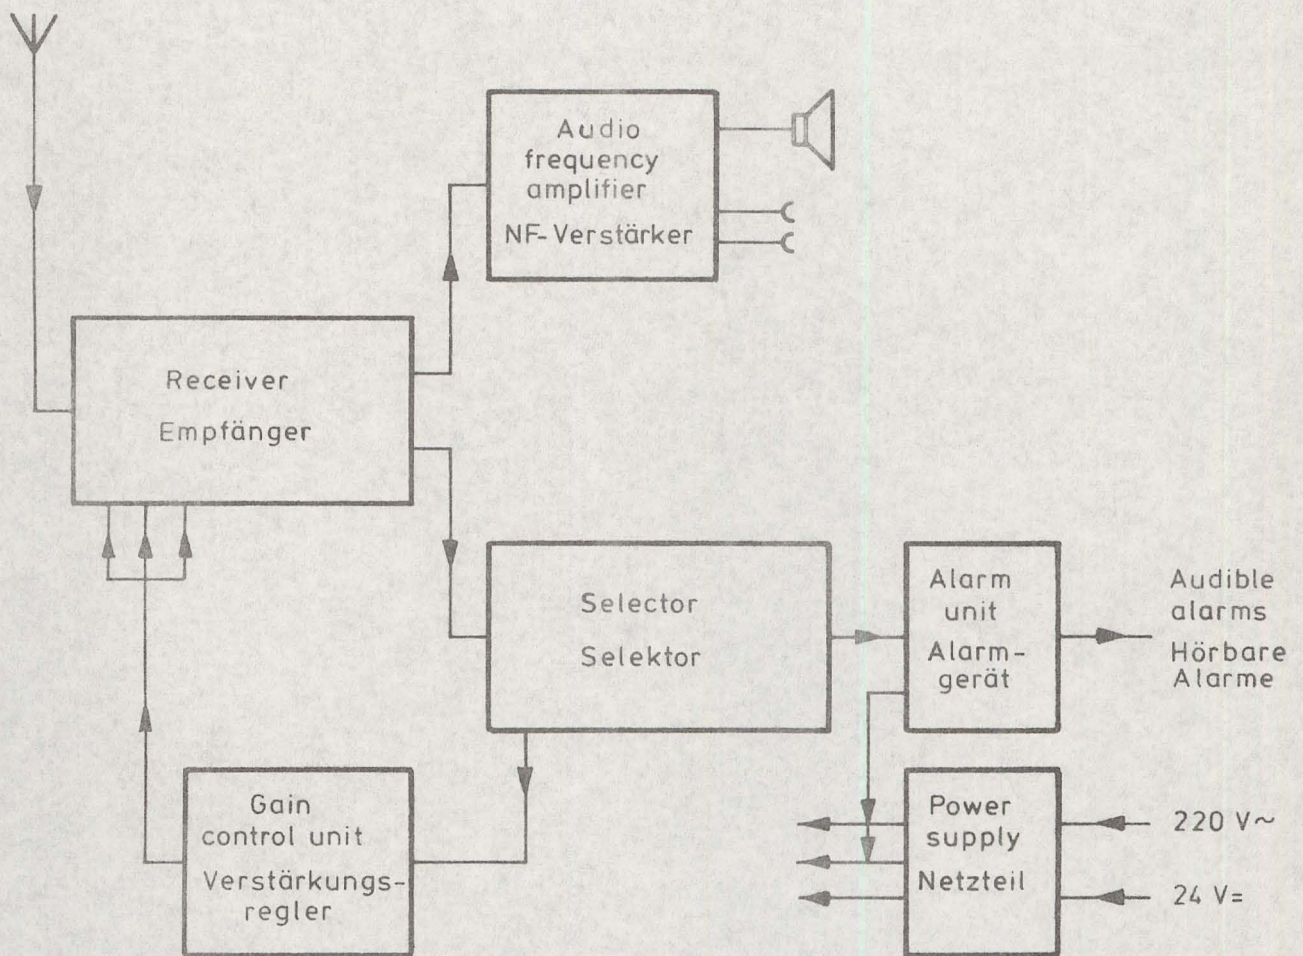 Audio
frequency
amplifier
NF-Verstärker
Receiver
Empfänger
Selector
Selektor
Alarm
unit
Alarm-
gerät
Audible
alarms
Hörbare
Alarme
Gain
control unit
Verstärkungs-
regler
Power
supply
Netzteil
220 V~
24 V=